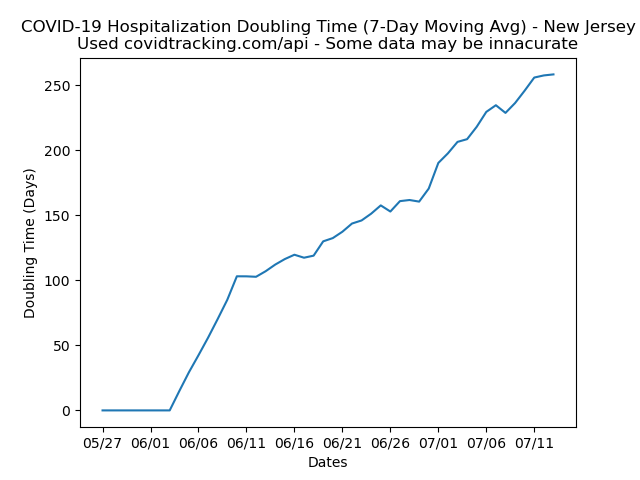 COVID-19 Hospitalization Doubling Time (7-Day Moving Avg) - New Jersey
Used covidtracking.com/api - Some data may be innacurate
Doubling Time (Days)
250
200
150
100
50
0
05/27 06/01 06/06 06/11 06/16 06/21 06/26 07/01 07/06 07/11
Dates